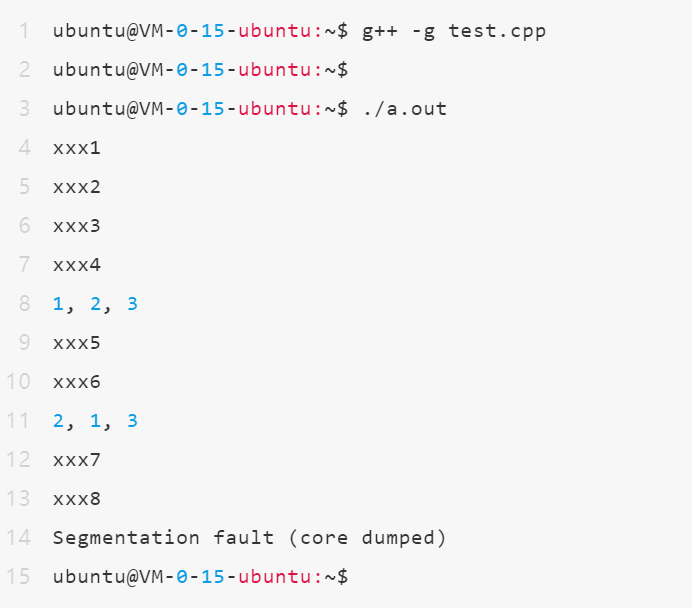 1 ubuntu@VM-0-15-ubuntu:~$ g++ -g test.cpp
2 ubuntu@VM-0-15-ubuntu:~$
3 ubuntu@VM-0-15-ubuntu:~$ ./a.out
4 xxx1
5 xxx2
6 xxx3
7 xxx4
8 1, 2, 3
9 xxx5
10 xxx6
11 2, 1, 3
12 xxx7
13 xxx8
14 Segmentation fault (core dumped)
15 ubuntu@VM-0-15-ubuntu:~$